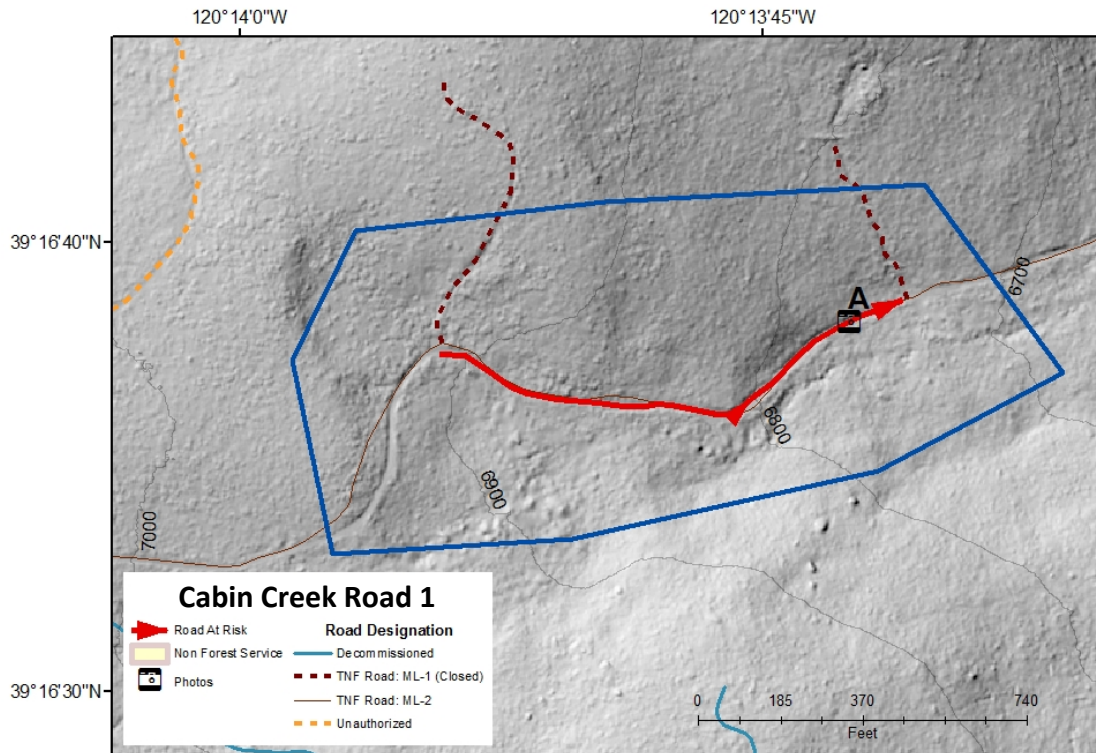 120°14'0"W 120°13'45"W
39°16'40"N
6700
A
6800
6900
7000
Cabin Creek Road 1
Road At Risk Road Designation
Non Forest Service Decommissioned
Photos TNF Road: ML-1 (Closed)
TNF Road: ML-2
Unauthorized
39°16'30"N
0 185 370 740
Feet